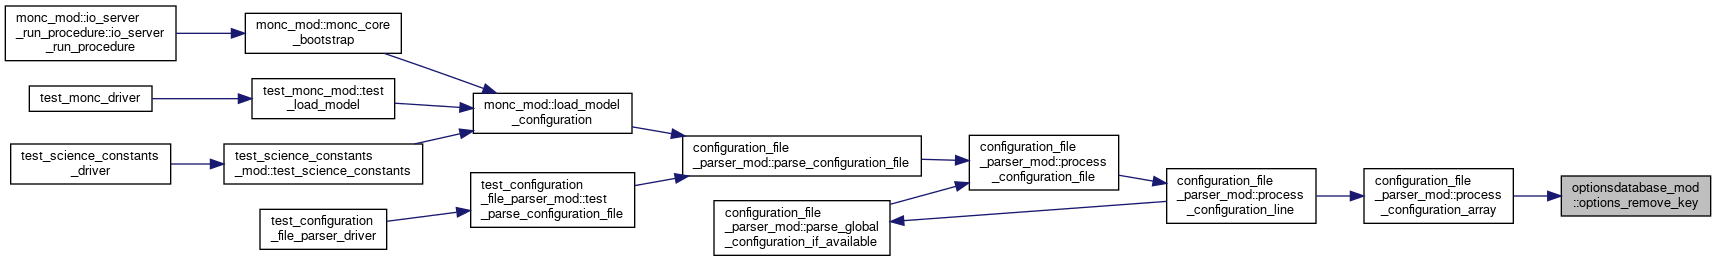 monc_mod::io_server
_run_procedure::io_server
_run_procedure
monc_mod::monc_core
_bootstrap
test_monc_driver
test_monc_mod::test
_load_model
monc_mod::load_model
_configuration
test_science_constants
_driver
test_science_constants
_mod::test_science_constants
configuration_file
_parser_mod::parse_configuration_file
configuration_file
_parser_mod::process
_configuration_file
test_configuration
_file_parser_mod::test
_parse_configuration_file
test_configuration
_file_parser_driver
configuration_file
_parser_mod::parse_global
_configuration_if_available
configuration_file
_parser_mod::process
_configuration_line
configuration_file
_parser_mod::process
_configuration_array
optionsdatabase_mod
::options_remove_key